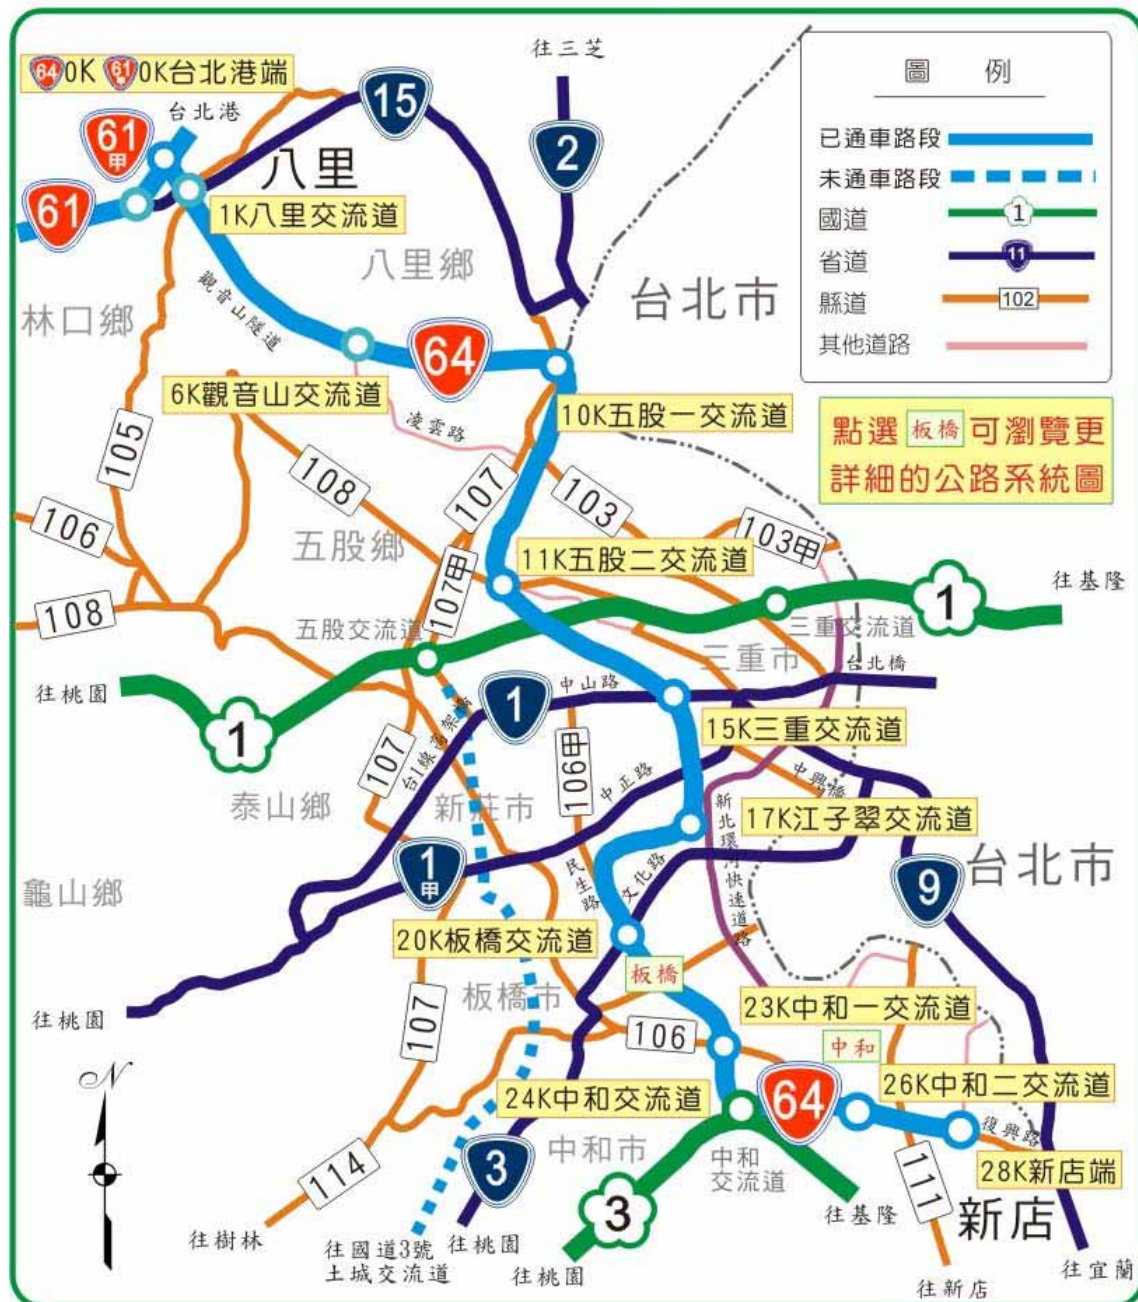 64 0K 61甲 0K台北港端
台北港
往三芝
15
2
61甲
61
八里
1K八里交流道
八里鄉
林口鄉
觀音山隧道
台北市
圖 例
已通車路段
未通車路段
國道 1
省道 11
縣道 102
其他道路
點選 板橋 可瀏覽更
詳細的公路系統圖
64
6K觀音山交流道
10K五股一交流道
凌雲路
105
108
107
103
103甲
106
五股鄉
11K五股二交流道
107甲
108
五股交流道
三重交流道
1
往基隆
三重市
台北橋
往桃園
1
1
中山路
15K三重交流道
107
台1線高架橋
106甲
中正路
中興橋
泰山鄉
新莊市
新北環河快速道路
17K江子翠交流道
龜山鄉
1甲
民生路
文化路
9
台北市
20K板橋交流道
板橋
板橋市
往桃園
107
106
23K中和一交流道
中和
24K中和交流道
64
26K中和二交流道
復興路
N
3
中和市
中和
交流道
28K新店端
114
3
111
新店
往樹林
往國道3號
土城交流道
往桃園
往桃園
往基隆
往新店
往宜蘭